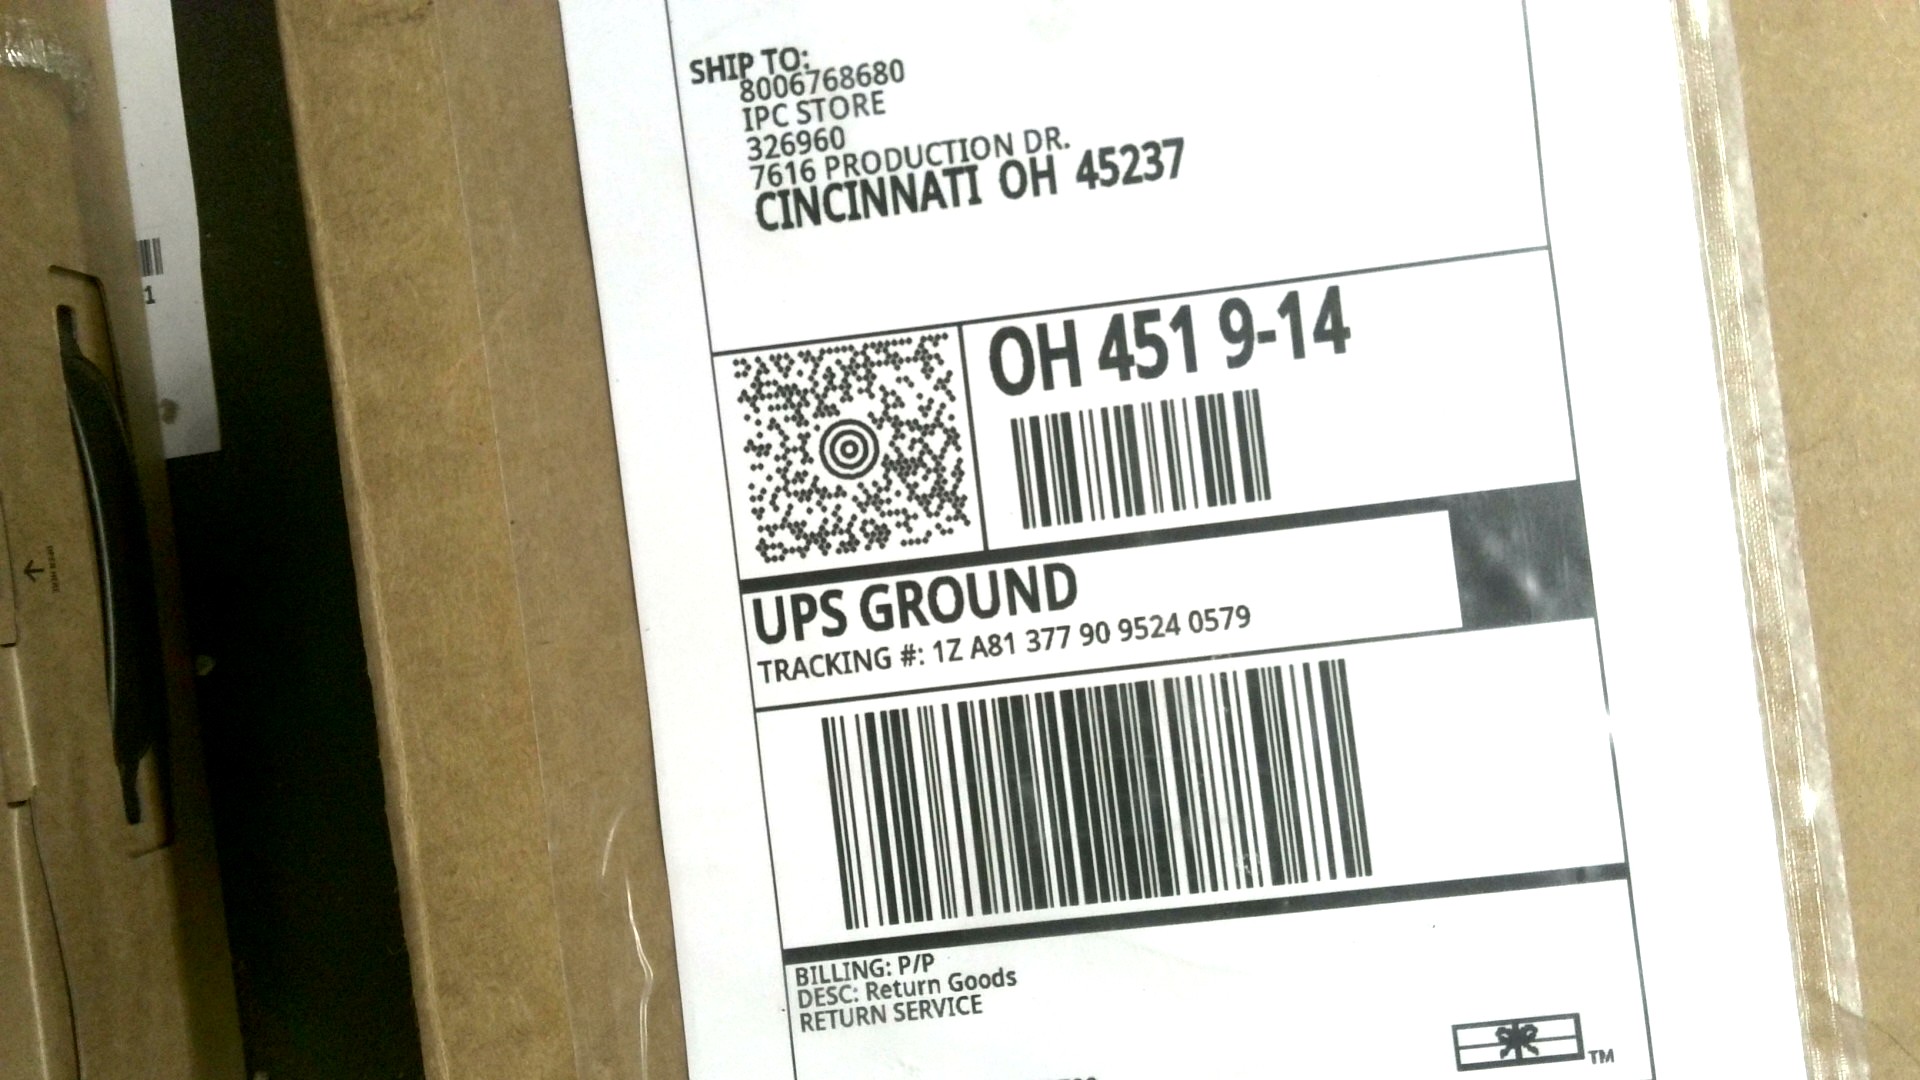 SHIP TO:
8006768680
IPC STORE
326960
7616 PRODUCTION DR.
CINCINNATI OH 45237
OH 451 9-14
UPS GROUND
TRACKING #: 1Z A81 377 90 9524 0579
BILLING: P/P
DESC: Return Goods
RETURN SERVICE
TM
1